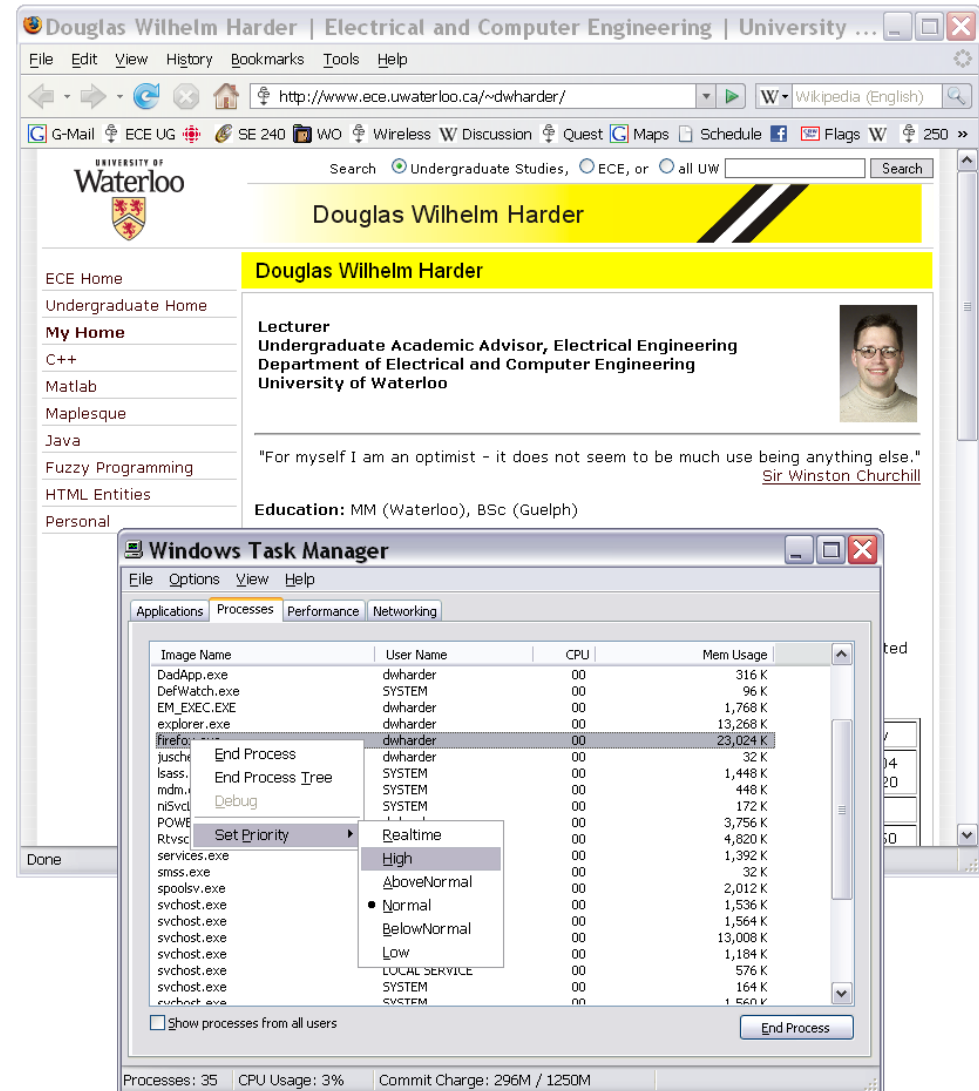 Douglas Wilhelm Harder | Electrical and Computer Engineering | University ...
File Edit View History Bookmarks Tools Help
http://www.ece.uwaterloo.ca/~dwharder/ W Wikipedia (English)
G-Mail ECE UG SE 240 WO Wireless W Discussion Quest Maps Schedule Flags W 250 »
UNIVERSITY OF
Waterloo
Search Undergraduate Studies, ECE, or all UW Search
Douglas Wilhelm Harder
Douglas Wilhelm Harder
ECE Home
Undergraduate Home
My Home
C++
Matlab
Maplesque
Java
Fuzzy Programming
HTML Entities
Personal
Lecturer
Undergraduate Academic Advisor, Electrical Engineering
Department of Electrical and Computer Engineering
University of Waterloo
"For myself I am an optimist - it does not seem to be much use being anything else."
Sir Winston Churchill
Education: MM (Waterloo), BSc (Guelph)
Done
Windows Task Manager
File Options View Help
Applications Processes Performance Networking
Image Name User Name CPU Mem Usage
DadApp.exe dwharder 00 316 K
DefWatch.exe SYSTEM 00 96 K
EM_EXEC.EXE dwharder 00 1,768 K
explorer.exe dwharder 00 13,268 K
dwharder 00 23,024 K
dwharder 00 32 K
lsass. SYSTEM 00 1,448 K
SYSTEM 00 448 K
SYSTEM 00 172 K
00 3,756 K
00 4,820 K
services.exe 00 1,392 K
smss.exe 00 32 K
spoolsv.exe 00 2,012 K
svchost.exe 00 1,536 K
svchost.exe 00 1,564 K
svchost.exe 00 13,008 K
svchost.exe 00 1,184 K
svchost.exe LOCAL SERVICE 00 576 K
svchost.exe SYSTEM 00 164 K
svchost.exe SYSTEM 00 1,560 K
End Process
End Process Tree
Debug
Set Priority
Realtime
High
AboveNormal
Normal
BelowNormal
Low
Show processes from all users
End Process
Processes: 35 CPU Usage: 3% Commit Charge: 296M / 1250M